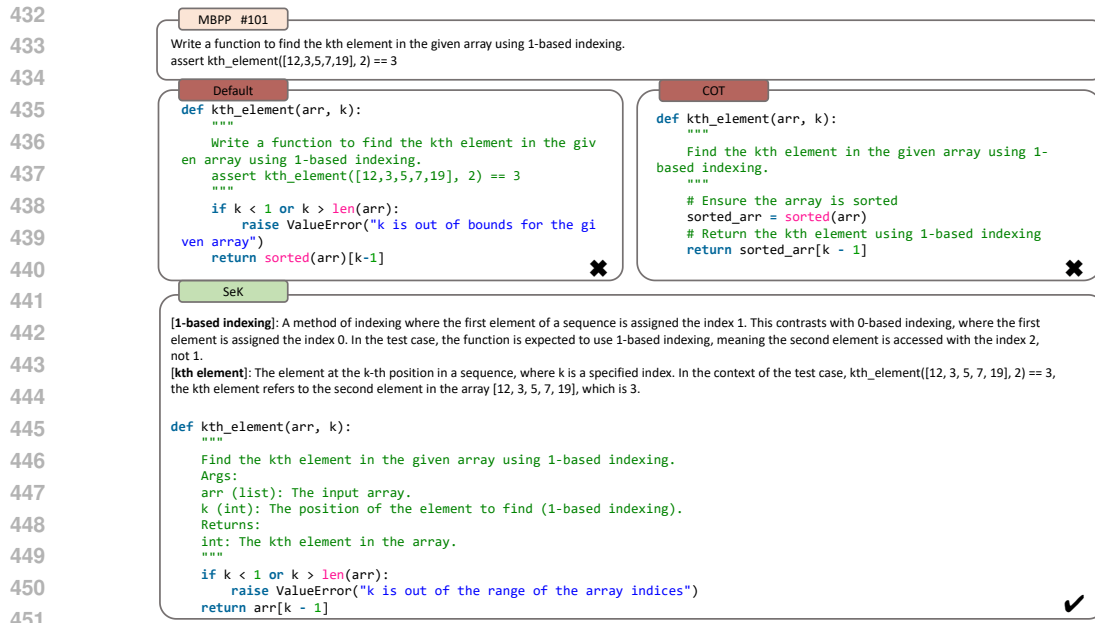 432
433
434
435
436
437
438
439
440
441
442
443
444
445
446
447
448
449
450
451
MBPP #101
Write a function to find the kth element in the given array using 1-based indexing.
assert kth_element([12,3,5,7,19], 2) == 3
Default
def kth_element(arr, k):
    """
    Write a function to find the kth element in the giv
en array using 1-based indexing.
    assert kth_element([12,3,5,7,19], 2) == 3
    """
    if k < 1 or k > len(arr):
        raise ValueError("k is out of bounds for the gi
ven array")
    return sorted(arr)[k-1]
✖
COT
def kth_element(arr, k):
    """
    Find the kth element in the given array using 1-
based indexing.
    """
    # Ensure the array is sorted
    sorted_arr = sorted(arr)
    # Return the kth element using 1-based indexing
    return sorted_arr[k - 1]
✖
SeK
[1-based indexing]: A method of indexing where the first element of a sequence is assigned the index 1. This contrasts with 0-based indexing, where the first
element is assigned the index 0. In the test case, the function is expected to use 1-based indexing, meaning the second element is accessed with the index 2,
not 1.
[kth element]: The element at the k-th position in a sequence, where k is a specified index. In the context of the test case, kth_element([12, 3, 5, 7, 19], 2) == 3,
the kth element refers to the second element in the array [12, 3, 5, 7, 19], which is 3.
def kth_element(arr, k):
    """
    Find the kth element in the given array using 1-based indexing.
    Args:
    arr (list): The input array.
    k (int): The position of the element to find (1-based indexing).
    Returns:
    int: The kth element in the array.
    """
    if k < 1 or k > len(arr):
        raise ValueError("k is out of the range of the array indices")
    return arr[k - 1]
✔